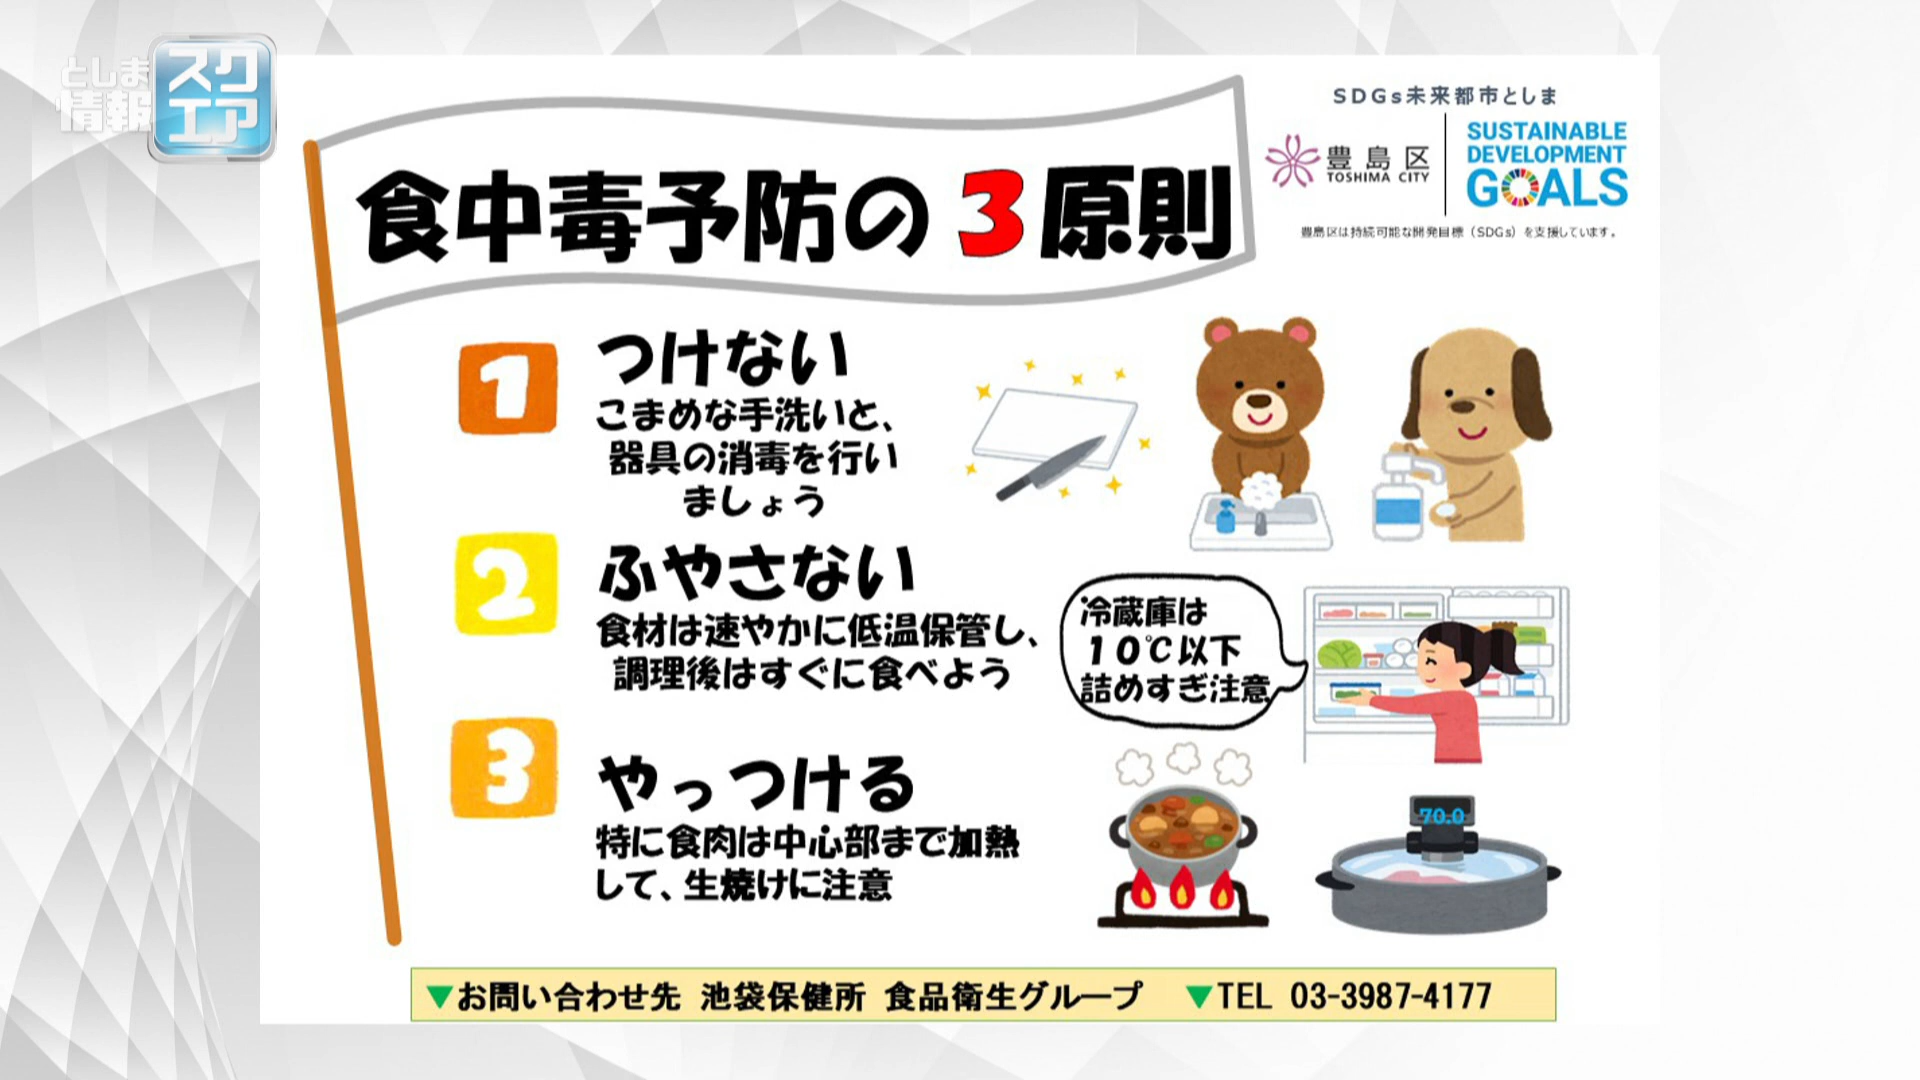 としま
情報
スク
エア
SDGs未来都市としま
豊島区
TOSHIMA CITY
SUSTAINABLE
DEVELOPMENT
GOALS
豊島区は持続可能な開発目標（SDGs）を支援しています。
食中毒予防の3原則
1
つけない
こまめな手洗いと、
器具の消毒を行い
ましょう
2
ふやさない
食材は速やかに低温保管し、
調理後はすぐに食べよう
冷蔵庫は
１０℃以下
詰めすぎ注意
3
やっつける
特に食肉は中心部まで加熱
して、生焼けに注意
70.0
▼お問い合わせ先 池袋保健所 食品衛生グループ ▼TEL 03-3987-4177